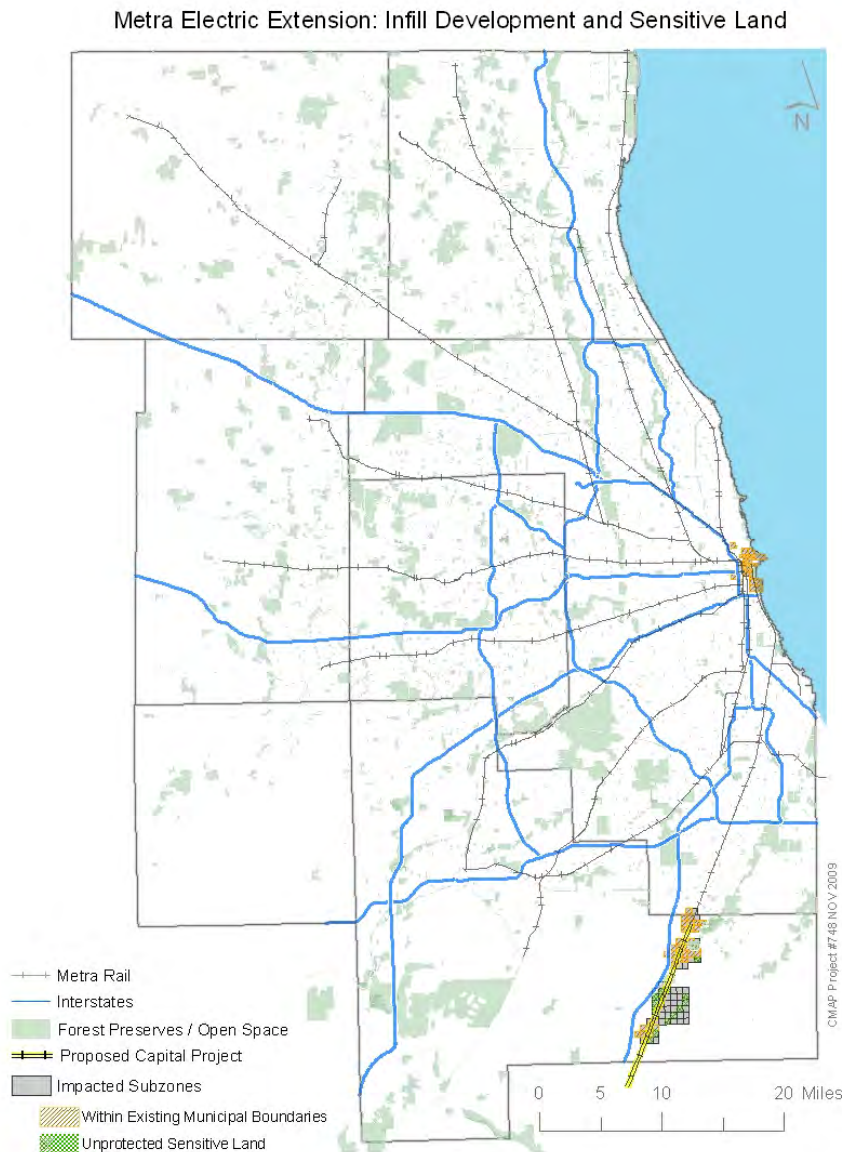 Metra Electric Extension: Infill Development and Sensitive Land
N
CMAP Project #748 NOV 2009
Metra Rail
Interstates
Forest Preserves / Open Space
Proposed Capital Project
Impacted Subzones
Within Existing Municipal Boundaries
Unprotected Sensitive Land
0 5 10 20 Miles